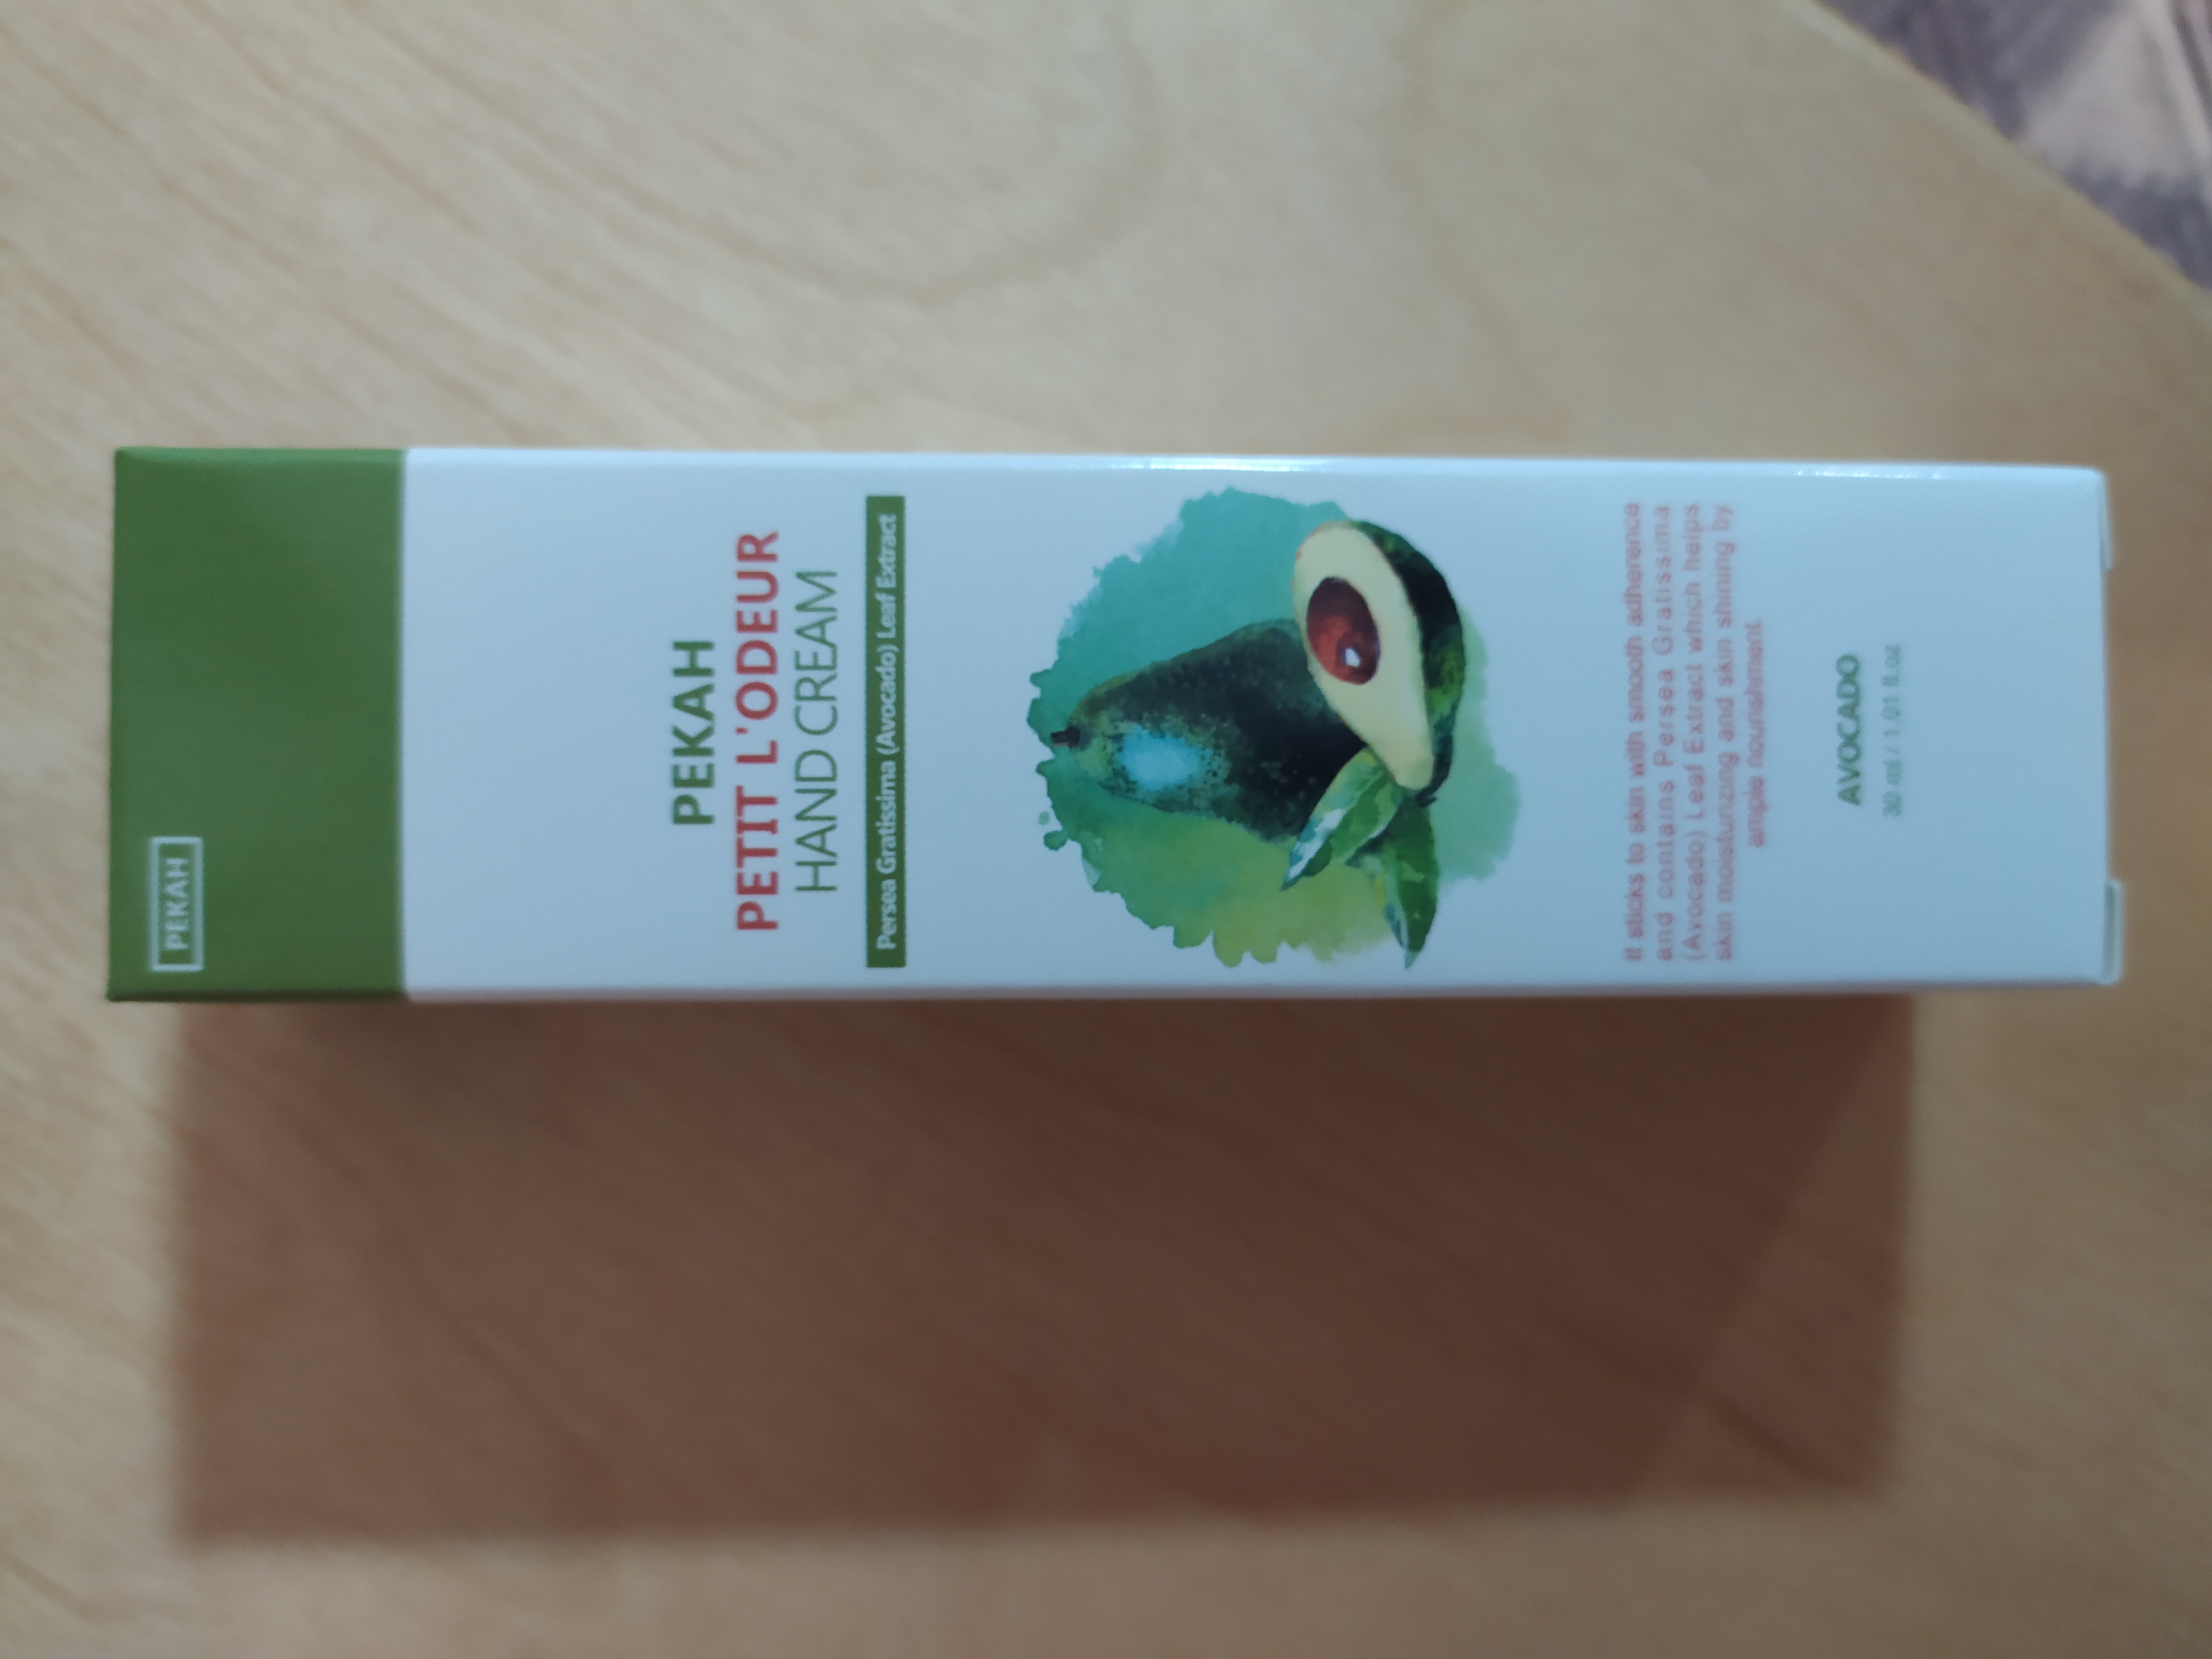 PEKAH
PEKAH
PETIT L'ODEUR
HAND CREAM
Persea Gratissima (Avocado) Leaf Extract
It sticks to skin with smooth adherence
and contains Persea Gratissima
(Avocado) Leaf Extract which helps
skin moisturizing and skin shining by
ample nourishment.
AVOCADO
30 ml / 1.01 fl.oz